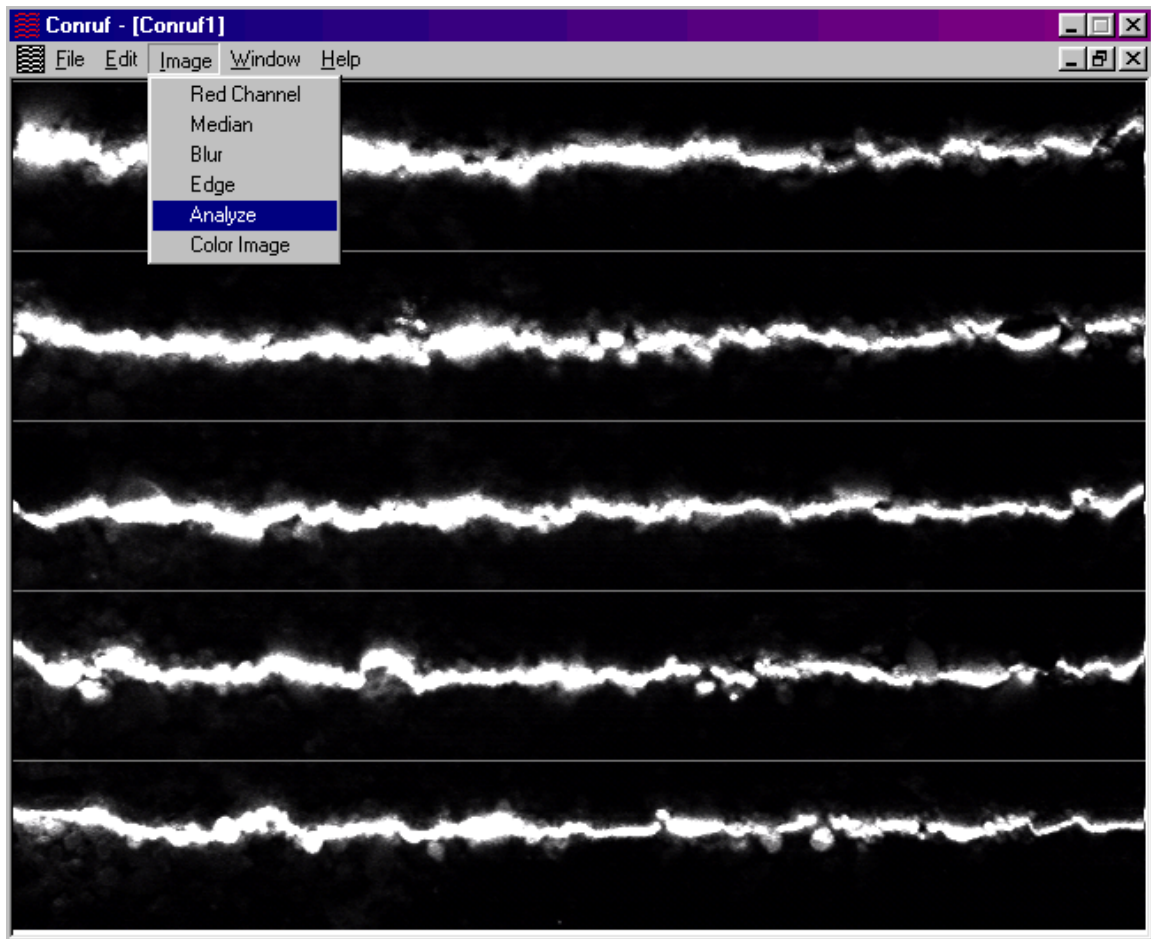 Conruf - [Conruf1]
File Edit Image Window Help
Red Channel
Median
Blur
Edge
Analyze
Color Image